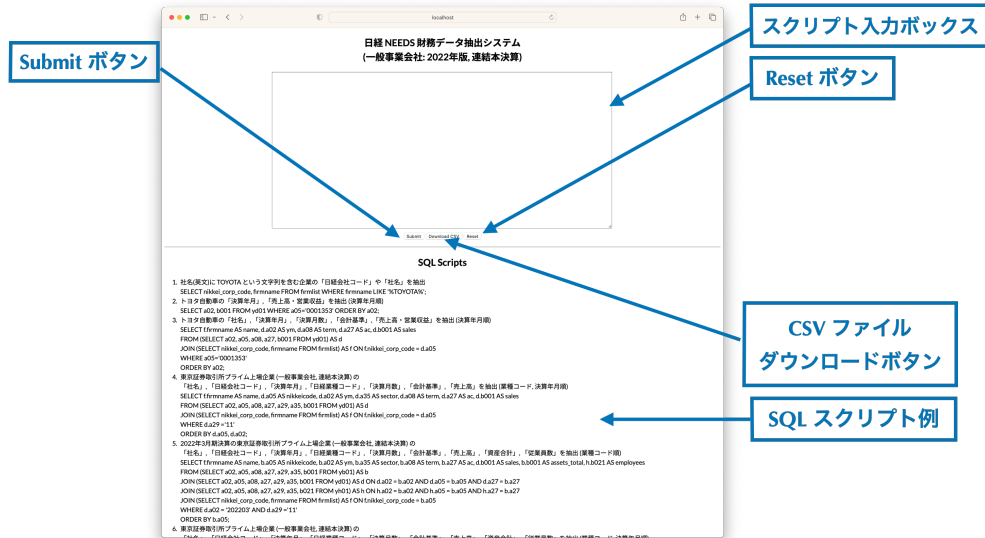 localhost
スクリプト入力ボックス
Submit ボタン
日経 NEEDS 財務データ抽出システム
(一般事業会社: 2022年版, 連結本決算)
Reset ボタン
Submit Download CSV Reset
SQL Scripts
1. 社名(英文)に TOYOTA という文字列を含む企業の「日経会社コード」や「社名」を抽出
SELECT nikkei_corp_code, firmname FROM firmlist WHERE firmname LIKE '%TOYOTA%';
2. トヨタ自動車の「決算年月」,「売上高・営業収益」を抽出 (決算年月順)
SELECT a02, b001 FROM yd01 WHERE a05='0001353' ORDER BY a02;
3. トヨタ自動車の「社名」,「決算年月」,「決算月数」,「会計基準」,「売上高・営業収益」を抽出 (決算年月順)
SELECT f.firmname AS name, d.a02 AS ym, d.a08 AS term, d.a27 AS ac, d.b001 AS sales
FROM (SELECT a02, a05, a08, a27, b001 FROM yd01) AS d
JOIN (SELECT nikkei_corp_code, firmname FROM firmlist) AS f ON f.nikkei_corp_code = d.a05
WHERE a05='0001353'
ORDER BY a02;
CSV ファイル
ダウンロードボタン
4. 東京証券取引所プライム上場企業 (一般事業会社, 連結本決算) の
「社名」,「日経会社コード」,「決算年月」,「日経業種コード」,「決算月数」,「会計基準」,「売上高」を抽出 (業種コード, 決算年月順)
SELECT f.firmname AS name, d.a05 AS nikkeicode, d.a02 AS ym, d.a35 AS sector, d.a08 AS term, d.a27 AS ac, d.b001 AS sales
FROM (SELECT a02, a05, a08, a27, a29, a35, b001 FROM yd01) AS d
JOIN (SELECT nikkei_corp_code, firmname FROM firmlist) AS f ON f.nikkei_corp_code = d.a05
WHERE d.a29 ='11'
ORDER BY d.a05, d.a02;
SQL スクリプト例
5. 2022年3月期決算の東京証券取引所プライム上場企業 (一般事業会社, 連結本決算) の
「社名」,「日経会社コード」,「決算年月」,「日経業種コード」,「決算月数」,「会計基準」,「売上高」,「資産合計」,「従業員数」を抽出 (業種コード順)
SELECT f.firmname AS name, b.a05 AS nikkeicode, b.a02 AS ym, b.a35 AS sector, b.a08 AS term, b.a27 AS ac, d.b001 AS sales, b.b001 AS assets_total, h.b021 AS employees
FROM (SELECT a02, a05, a08, a27, a29, a35, b001 FROM yb01) AS b
JOIN (SELECT a02, a05, a08, a27, a29, a35, b001 FROM yd01) AS d ON d.a02 = b.a02 AND d.a05 = b.a05 AND d.a27 = b.a27
JOIN (SELECT a02, a05, a08, a27, a29, a35, b021 FROM yh01) AS h ON h.a02 = b.a02 AND h.a05 = b.a05 AND h.a27 = b.a27
JOIN (SELECT nikkei_corp_code, firmname FROM firmlist) AS f ON f.nikkei_corp_code = b.a05
WHERE d.a02 = '202203' AND d.a29 ='11'
ORDER BY b.a05;
6. 東京証券取引所プライム上場企業 (一般事業会社, 連結本決算) の